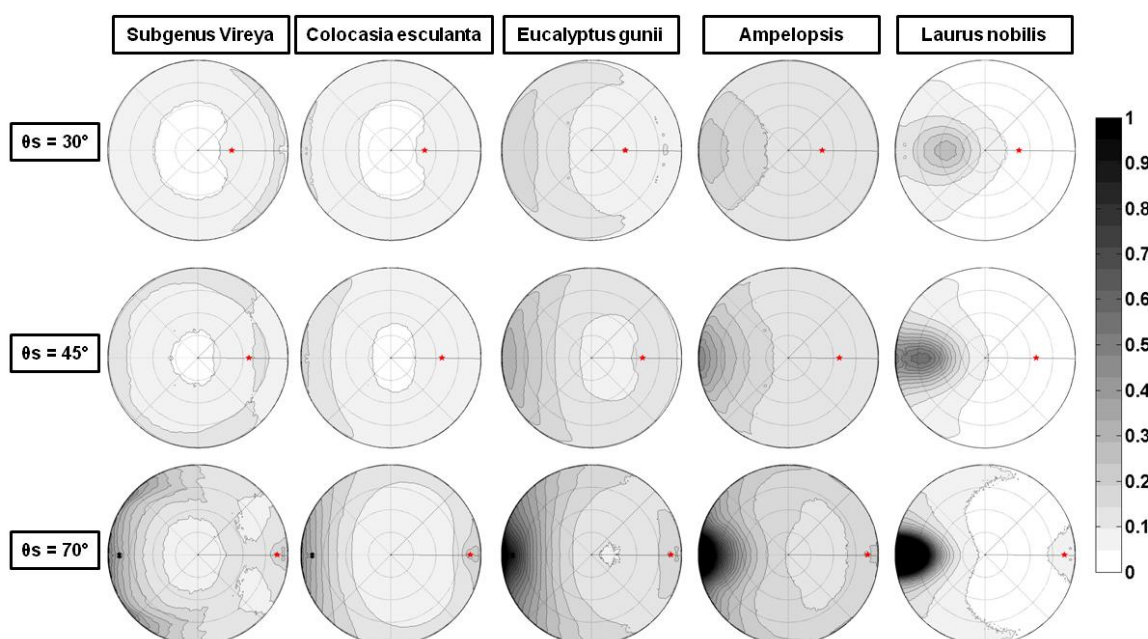 Subgenus Vireya Colocasia esculanta Eucalyptus gunii Ampelopsis Laurus nobilis
θs = 30°
θs = 45°
θs = 70°
1
0.9
0.8
0.7
0.6
0.5
0.4
0.3
0.2
0.1
0